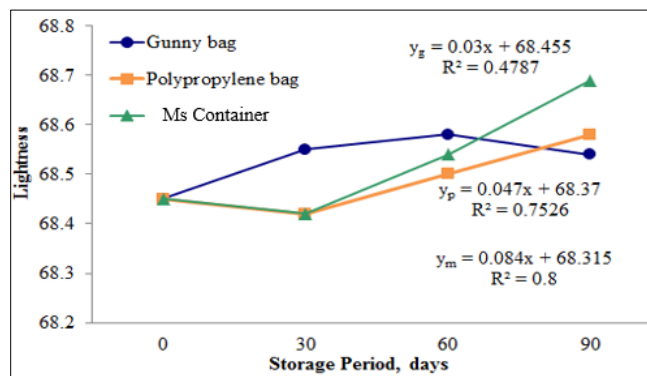 68.8
68.7
68.6
68.5
68.4
68.3
68.2
Lightness
Gunny bag
Polypropylene bag
Ms Container
y_g = 0.03x + 68.455
R² = 0.4787
y_p = 0.047x + 68.37
R² = 0.7526
y_m = 0.084x + 68.315
R² = 0.8
0 30 60 90
Storage Period, days